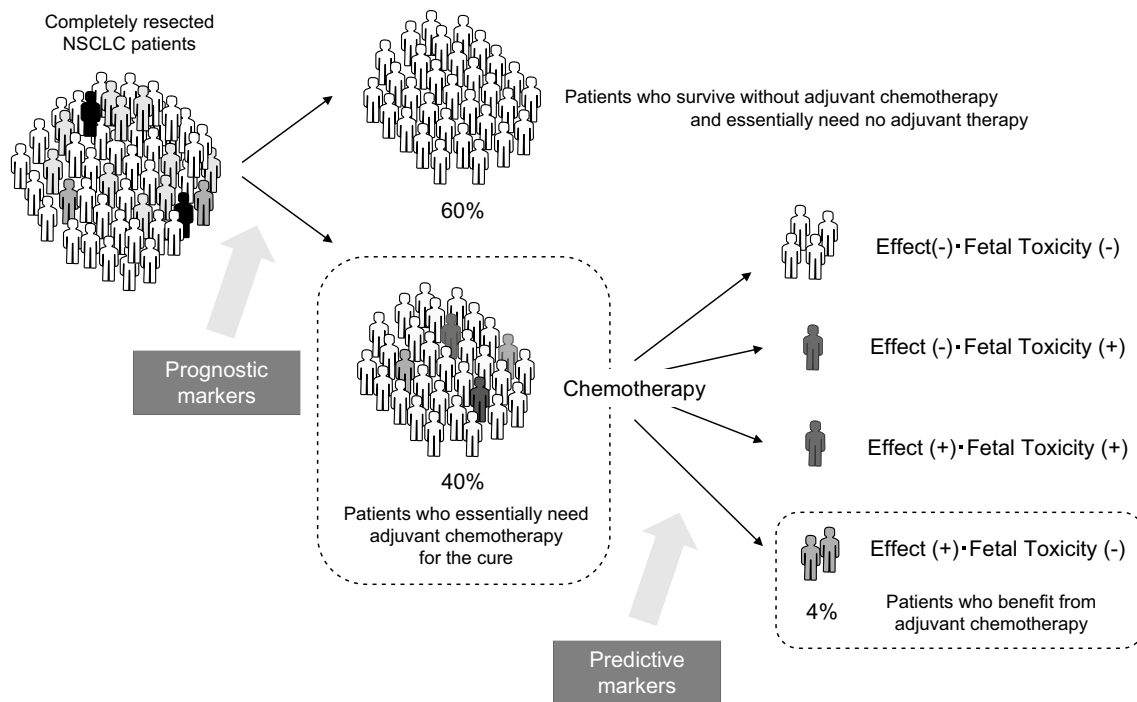 Completely resected
NSCLC patients
Patients who survive without adjuvant chemotherapy
and essentially need no adjuvant therapy
60%
Prognostic
markers
40%
Patients who essentially need
adjuvant chemotherapy
for the cure
Chemotherapy
Effect(-)･Fetal Toxicity (-)
Effect (-)･Fetal Toxicity (+)
Effect (+)･Fetal Toxicity (+)
Effect (+)･Fetal Toxicity (-)
4%
Patients who benefit from
adjuvant chemotherapy
Predictive
markers